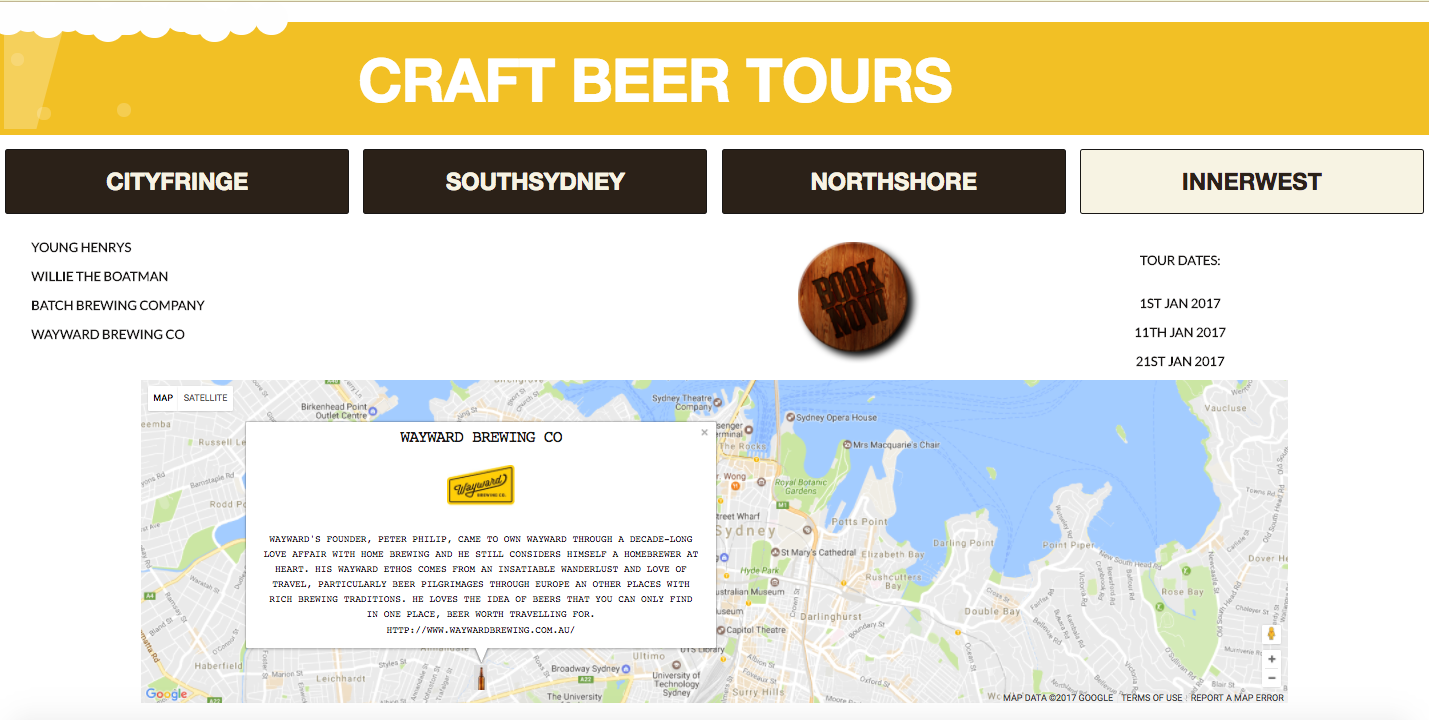 CRAFT BEER TOURS
CITYFRINGE
SOUTHSYDNEY
NORTHSHORE
INNERWEST
YOUNG HENRYS
WILLIE THE BOATMAN
BATCH BREWING COMPANY
WAYWARD BREWING CO
BOOK
NOW
TOUR DATES:
1ST JAN 2017
11TH JAN 2017
21ST JAN 2017
MAP SATELLITE
Birkenhead Point
Outlet Centre
Sydney Theatre
Company
Sydney Opera House
Mrs Macquarie's Chair
The Rocks
Vaucluse
WAYWARD BREWING CO
×
Wayward
BREWING CO.
WAYWARD'S FOUNDER, PETER PHILIP, CAME TO OWN WAYWARD THROUGH A DECADE-LONG
LOVE AFFAIR WITH HOME BREWING AND HE STILL CONSIDERS HIMSELF A HOMEBREWER AT
HEART. HIS WAYWARD ETHOS COMES FROM AN INSATIABLE WANDERLUST AND LOVE OF
TRAVEL, PARTICULARLY BEER PILGRIMAGES THROUGH EUROPE AN OTHER PLACES WITH
RICH BREWING TRADITIONS. HE LOVES THE IDEA OF BEERS THAT YOU CAN ONLY FIND
IN ONE PLACE, BEER WORTH TRAVELLING FOR.
HTTP://WWW.WAYWARDBREWING.COM.AU/
Royal Botanic
Gardens
M1
Sydney
Potts Point
St Mary's Cathedral
Elizabeth Bay
Darling Point
Point Piper
New South Head Rd
Hyde Park
Rushcutters
Bay
Australian Museum
Rose Bay
Double Bay
Darlinghurst
Capitol Theatre
A4
Haberfield
Leichhardt
Ultimo
Broadway Sydney
A22
University of
Technology
Sydney
The University
Surry Hills
Google
MAP DATA ©2017 GOOGLE TERMS OF USE REPORT A MAP ERROR